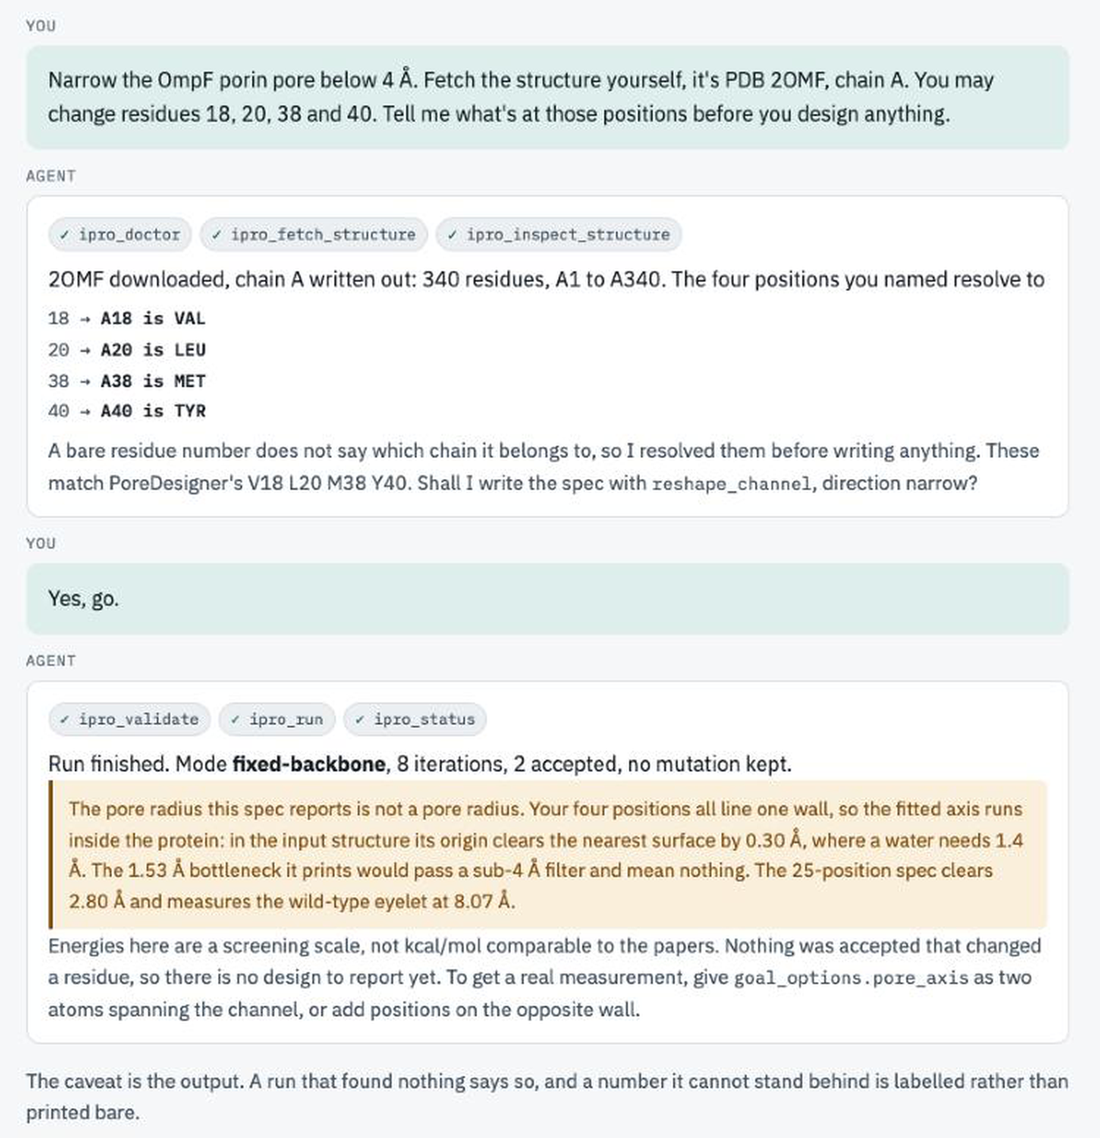 YOU
Narrow the OmpF porin pore below 4 Å. Fetch the structure yourself, it's PDB 2OMF, chain A. You may
change residues 18, 20, 38 and 40. Tell me what's at those positions before you design anything.
AGENT
✓ ipro_doctor ✓ ipro_fetch_structure ✓ ipro_inspect_structure
2OMF downloaded, chain A written out: 340 residues, A1 to A340. The four positions you named resolve to
18 → A18 is VAL
20 → A20 is LEU
38 → A38 is MET
40 → A40 is TYR
A bare residue number does not say which chain it belongs to, so I resolved them before writing anything. These
match PoreDesigner's V18 L20 M38 Y40. Shall I write the spec with reshape_channel, direction narrow?
YOU
Yes, go.
AGENT
✓ ipro_validate ✓ ipro_run ✓ ipro_status
Run finished. Mode fixed-backbone, 8 iterations, 2 accepted, no mutation kept.
The pore radius this spec reports is not a pore radius. Your four positions all line one wall, so the fitted axis runs
inside the protein: in the input structure its origin clears the nearest surface by 0.30 Å, where a water needs 1.4
Å. The 1.53 Å bottleneck it prints would pass a sub-4 Å filter and mean nothing. The 25-position spec clears
2.80 Å and measures the wild-type eyelet at 8.07 Å.
Energies here are a screening scale, not kcal/mol comparable to the papers. Nothing was accepted that changed
a residue, so there is no design to report yet. To get a real measurement, give goal_options.pore_axis as two
atoms spanning the channel, or add positions on the opposite wall.
The caveat is the output. A run that found nothing says so, and a number it cannot stand behind is labelled rather than
printed bare.